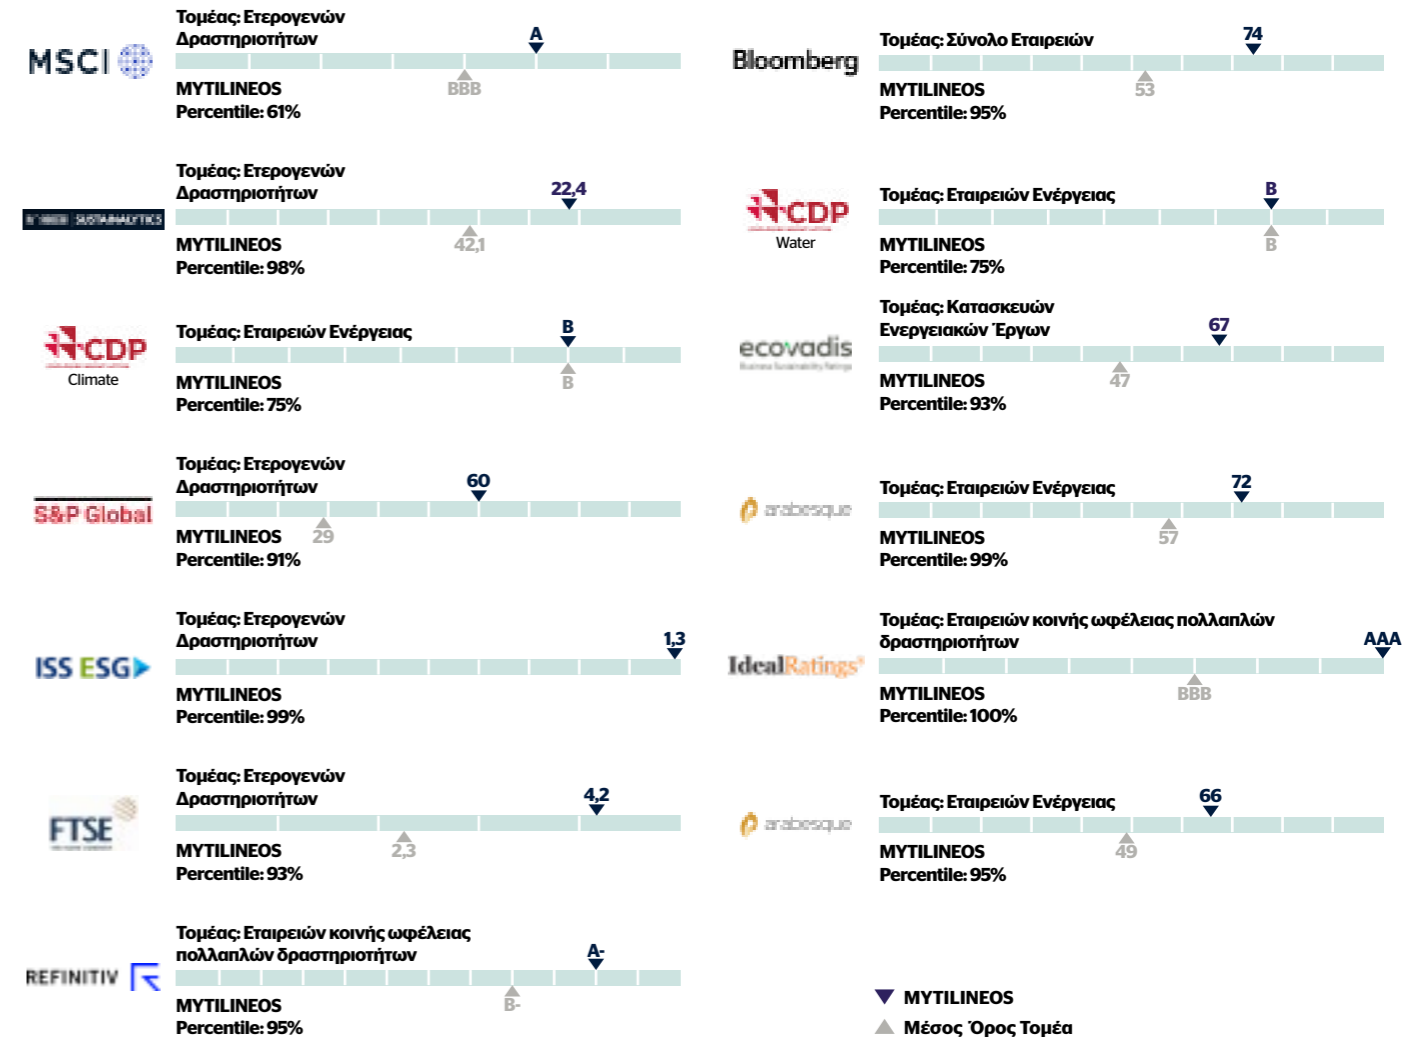 MSCI
Τομέας: Ετερογενών
Δραστηριοτήτων
A
BBB
MYTILINEOS
Percentile: 61%
SUSTAINALYTICS
Τομέας: Ετερογενών
Δραστηριοτήτων
22,4
42,1
MYTILINEOS
Percentile: 98%
CDP
Climate
Τομέας: Εταιρειών Ενέργειας
B
B
MYTILINEOS
Percentile: 75%
S&P Global
Τομέας: Ετερογενών
Δραστηριοτήτων
60
29
MYTILINEOS
Percentile: 91%
ISS ESG
Τομέας: Ετερογενών
Δραστηριοτήτων
1,3
MYTILINEOS
Percentile: 99%
FTSE
Τομέας: Ετερογενών
Δραστηριοτήτων
4,2
2,3
MYTILINEOS
Percentile: 93%
REFINITIV
Τομέας: Εταιρειών κοινής ωφέλειας
πολλαπλών δραστηριοτήτων
A-
B-
MYTILINEOS
Percentile: 95%
Bloomberg
Τομέας: Σύνολο Εταιρειών
74
53
MYTILINEOS
Percentile: 95%
CDP
Water
Τομέας: Εταιρειών Ενέργειας
B
B
MYTILINEOS
Percentile: 75%
ecovadis
Business Sustainability Ratings
Τομέας: Κατασκευών
Ενεργειακών Έργων
67
47
MYTILINEOS
Percentile: 93%
arabesque
Τομέας: Εταιρειών Ενέργειας
72
57
MYTILINEOS
Percentile: 99%
IdealRatings®
Τομέας: Εταιρειών κοινής ωφέλειας πολλαπλών
δραστηριοτήτων
AAA
BBB
MYTILINEOS
Percentile: 100%
arabesque
Τομέας: Εταιρειών Ενέργειας
66
49
MYTILINEOS
Percentile: 95%
MYTILINEOS
Μέσος Όρος Τομέα